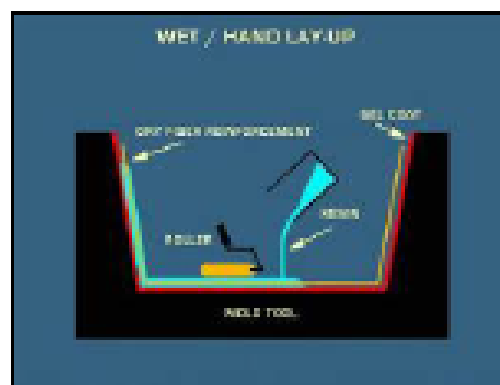 WET / HAND LAY-UP
GEL COAT
DRY FIBER REINFORCEMENT
RESIN
ROLLER
MOLD TOOL